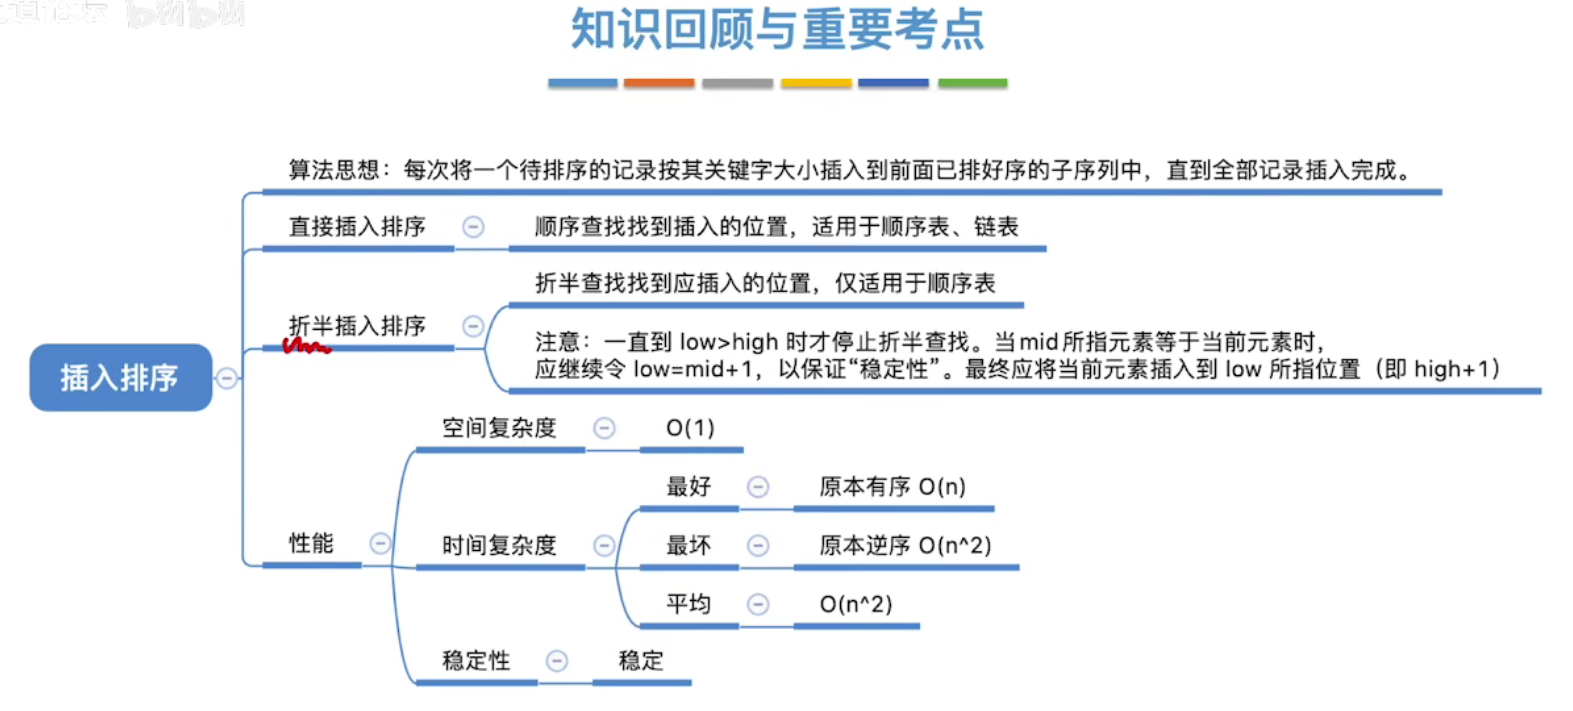 知识回顾与重要考点
算法思想：每次将一个待排序的记录按其关键字大小插入到前面已排好序的子序列中，直到全部记录插入完成。
直接插入排序
顺序查找找到插入的位置，适用于顺序表、链表
折半查找找到应插入的位置，仅适用于顺序表
折半插入排序
注意：一直到 low>high 时才停止折半查找。当mid所指元素等于当前元素时，
应继续令 low=mid+1，以保证“稳定性”。最终应将当前元素插入到 low 所指位置（即 high+1）
插入排序
空间复杂度
O(1)
最好
原本有序 O(n)
性能
时间复杂度
最坏
原本逆序 O(n^2)
平均
O(n^2)
稳定性
稳定